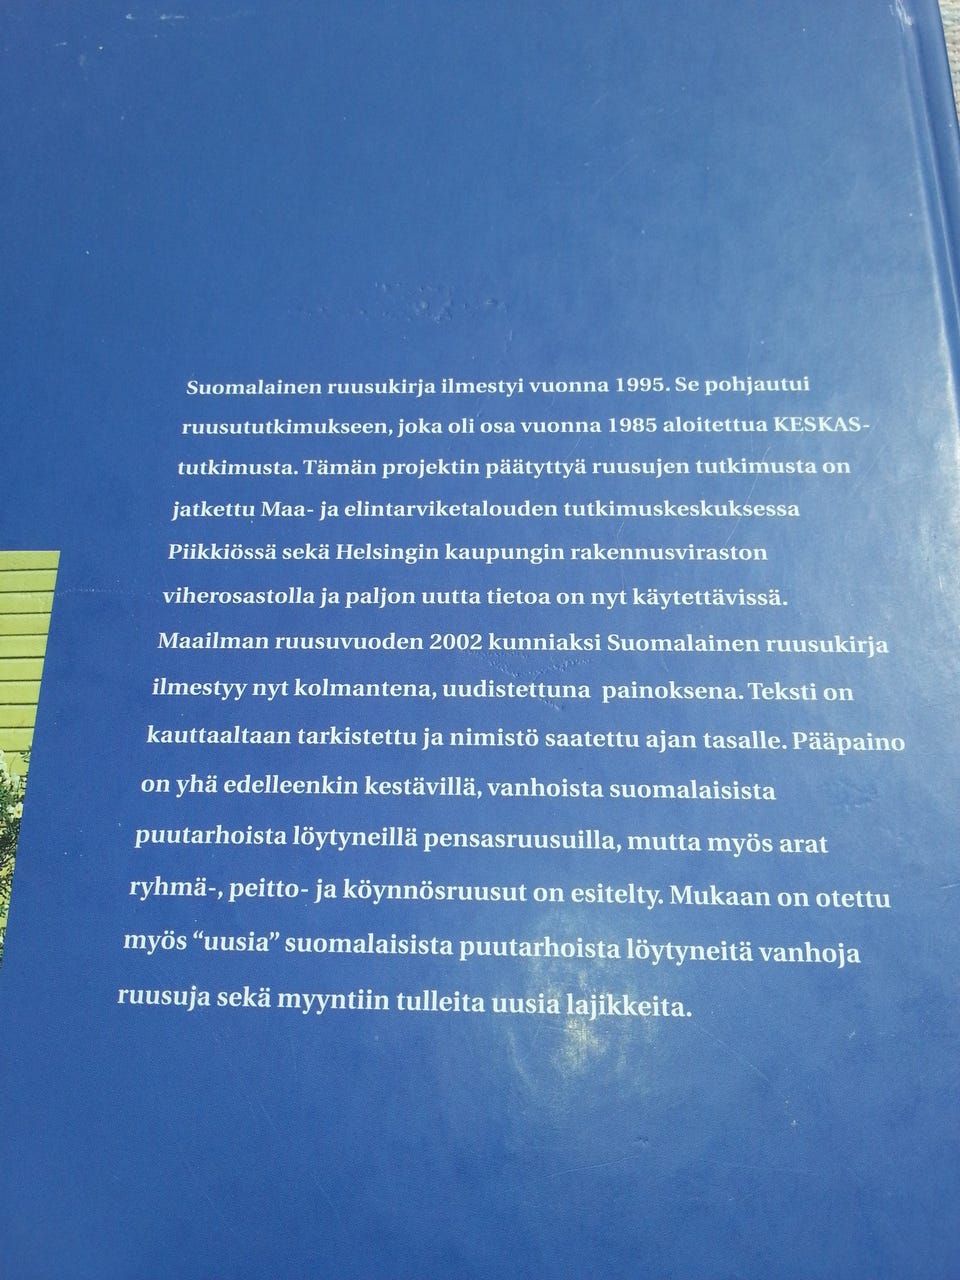 Suomalainen ruusukirja ilmestyi vuonna 1995. Se pohjautui
ruusututkimukseen, joka oli osa vuonna 1985 aloitettua KESKAS-
tutkimusta. Tämän projektin päätyttyä ruusujen tutkimusta on
jatkettu Maa- ja elintarviketalouden tutkimuskeskuksessa
Piikkiössä sekä Helsingin kaupungin rakennusviraston
viherosastolla ja paljon uutta tietoa on nyt käytettävissä.
Maailman ruusuvuoden 2002 kunniaksi Suomalainen ruusukirja
ilmestyy nyt kolmantena, uudistettuna painoksena. Teksti on
kauttaaltaan tarkistettu ja nimistö saatettu ajan tasalle. Pääpaino
on yhä edelleenkin kestävillä, vanhoista suomalaisista
puutarhoista löytyneillä pensasruusuilla, mutta myös arat
ryhmä-, peitto- ja köynnösruusut on esitelty. Mukaan on otettu
myös “uusia” suomalaisista puutarhoista löytyneitä vanhoja
ruusuja sekä myyntiin tulleita uusia lajikkeita.